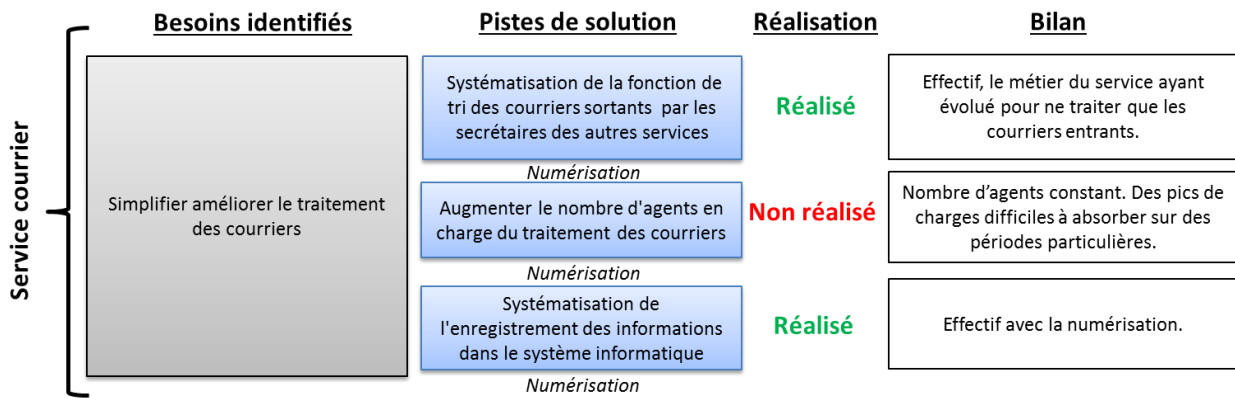 Besoins identifiés
Pistes de solution
Réalisation
Bilan
Service courrier
Simplifier améliorer le traitement
des courriers
Systématisation de la fonction de
tri des courriers sortants par les
secrétaires des autres services
Numérisation
Réalisé
Effectif, le métier du service ayant
évolué pour ne traiter que les
courriers entrants.
Augmenter le nombre d'agents en
charge du traitement des courriers
Numérisation
Non réalisé
Nombre d’agents constant. Des pics de
charges difficiles à absorber sur des
périodes particulières.
Systématisation de
l'enregistrement des informations
dans le système informatique
Numérisation
Réalisé
Effectif avec la numérisation.